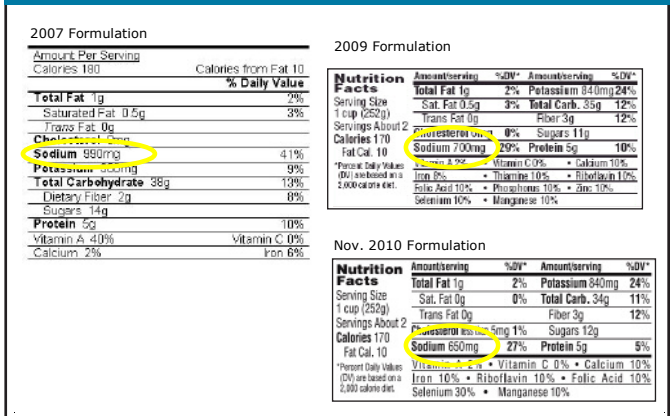 2007 Formulation
Amount Per Serving
Calories 180 Calories from Fat 10
% Daily Value
Total Fat 1g 2%
Saturated Fat 0.5g 3%
Trans Fat 0g
Cholesterol
Sodium 990mg 41%
Potassium 9%
Total Carbohydrate 38g 13%
Dietary Fiber 2g 8%
Sugars 14g
Protein 5g 10%
Vitamin A 40% Vitamin C 0%
Calcium 2% Iron 6%
2009 Formulation
Nutrition Facts
Serving Size
1 cup (252g)
Servings About 2
Calories 170
Fat Cal. 10
*Percent Daily Values
(DV) are based on a
2,000 calorie diet.
Amount/serving %DV* Amount/serving %DV*
Total Fat 1g 2% Potassium 840mg 24%
Sat. Fat 0.5g 3% Total Carb. 35g 12%
Trans Fat 0g Fiber 3g 12%
Cholesterol 0% Sugars 11g
Sodium 700mg 29% Protein 5g 10%
Vitamin A 2% • Vitamin C 0% • Calcium 10%
Iron 8% • Thiamine 10% • Riboflavin 10%
Folic Acid 10% • Phosphorus 10% • Zinc 10%
Selenium 10% • Manganese 10%
Nov. 2010 Formulation
Nutrition Facts
Serving Size
1 cup (252g)
Servings About 2
Calories 170
Fat Cal. 10
*Percent Daily Values
(DV) are based on a
2,000 calorie diet.
Amount/serving %DV* Amount/serving %DV*
Total Fat 1g 2% Potassium 840mg 24%
Sat. Fat 0g 0% Total Carb. 34g 11%
Trans Fat 0g Fiber 3g 12%
Cholesterol less than 5mg 1% Sugars 12g
Sodium 650mg 27% Protein 5g 5%
Vitamin A 2% • Vitamin C 0% • Calcium 10%
Iron 10% • Riboflavin 10% • Folic Acid 10%
Selenium 30% • Manganese 10%